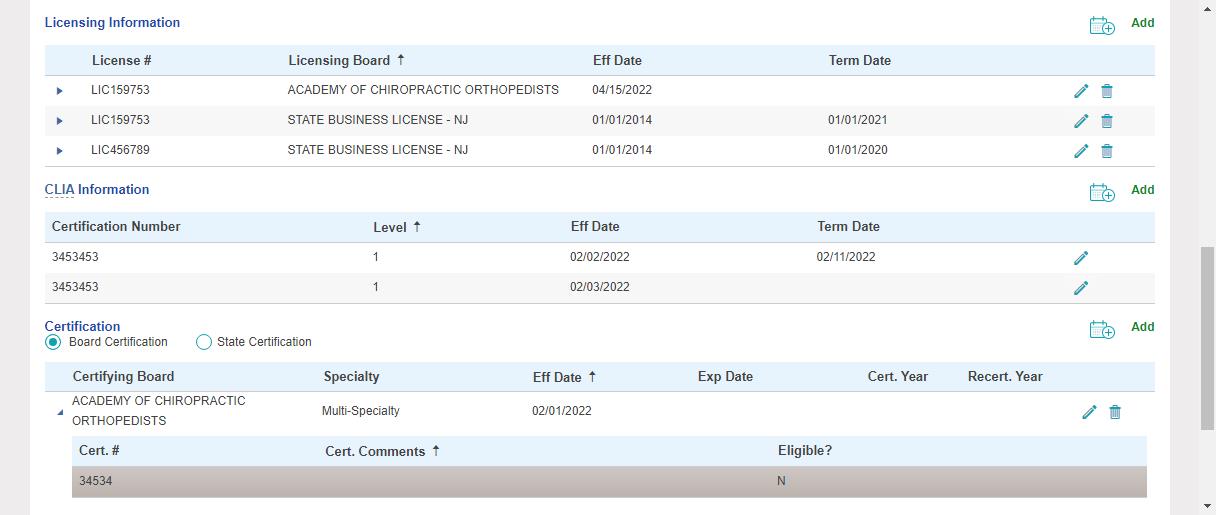 Licensing Information Add
License # Licensing Board ↑ Eff Date Term Date
LIC159753 ACADEMY OF CHIROPRACTIC ORTHOPEDISTS 04/15/2022
LIC159753 STATE BUSINESS LICENSE - NJ 01/01/2014 01/01/2021
LIC456789 STATE BUSINESS LICENSE - NJ 01/01/2014 01/01/2020
CLIA Information Add
Certification Number Level ↑ Eff Date Term Date
3453453 1 02/02/2022 02/11/2022
3453453 1 02/03/2022
Certification Add
Board Certification State Certification
Certifying Board Specialty Eff Date ↑ Exp Date Cert. Year Recert. Year
ACADEMY OF CHIROPRACTIC
ORTHOPEDISTS Multi-Specialty 02/01/2022
Cert. # Cert. Comments ↑ Eligible?
34534 N